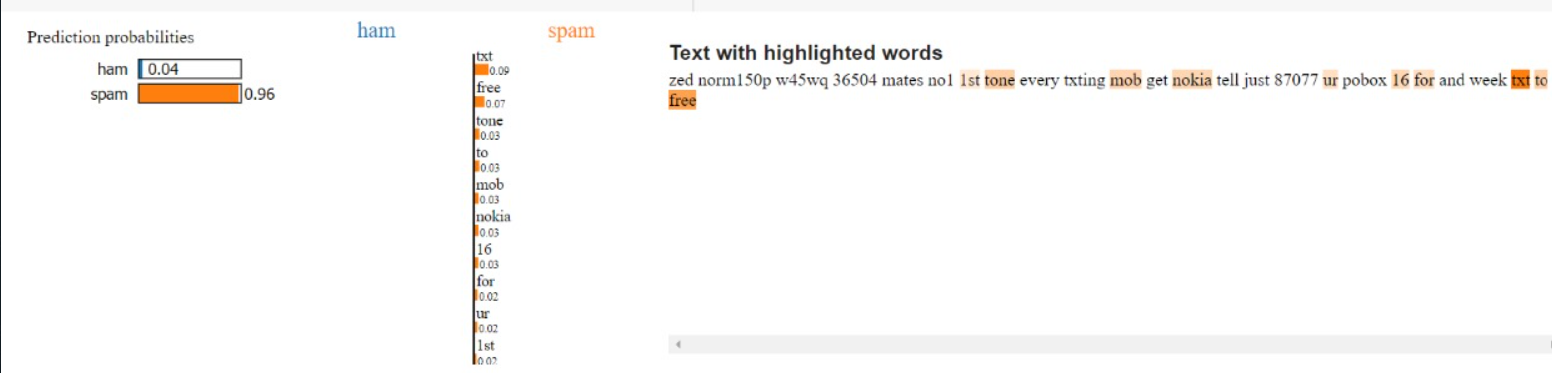 Prediction probabilities
ham 0.04
spam 0.96
ham spam
txt
0.09
free
0.07
tone
0.03
to
0.03
mob
0.03
nokia
0.03
16
0.03
for
0.02
ur
0.02
1st
0.02
Text with highlighted words
zed norm150p w45wq 36504 mates no1 1st tone every txting mob get nokia tell just 87077 ur pobox 16 for and week txt to
free